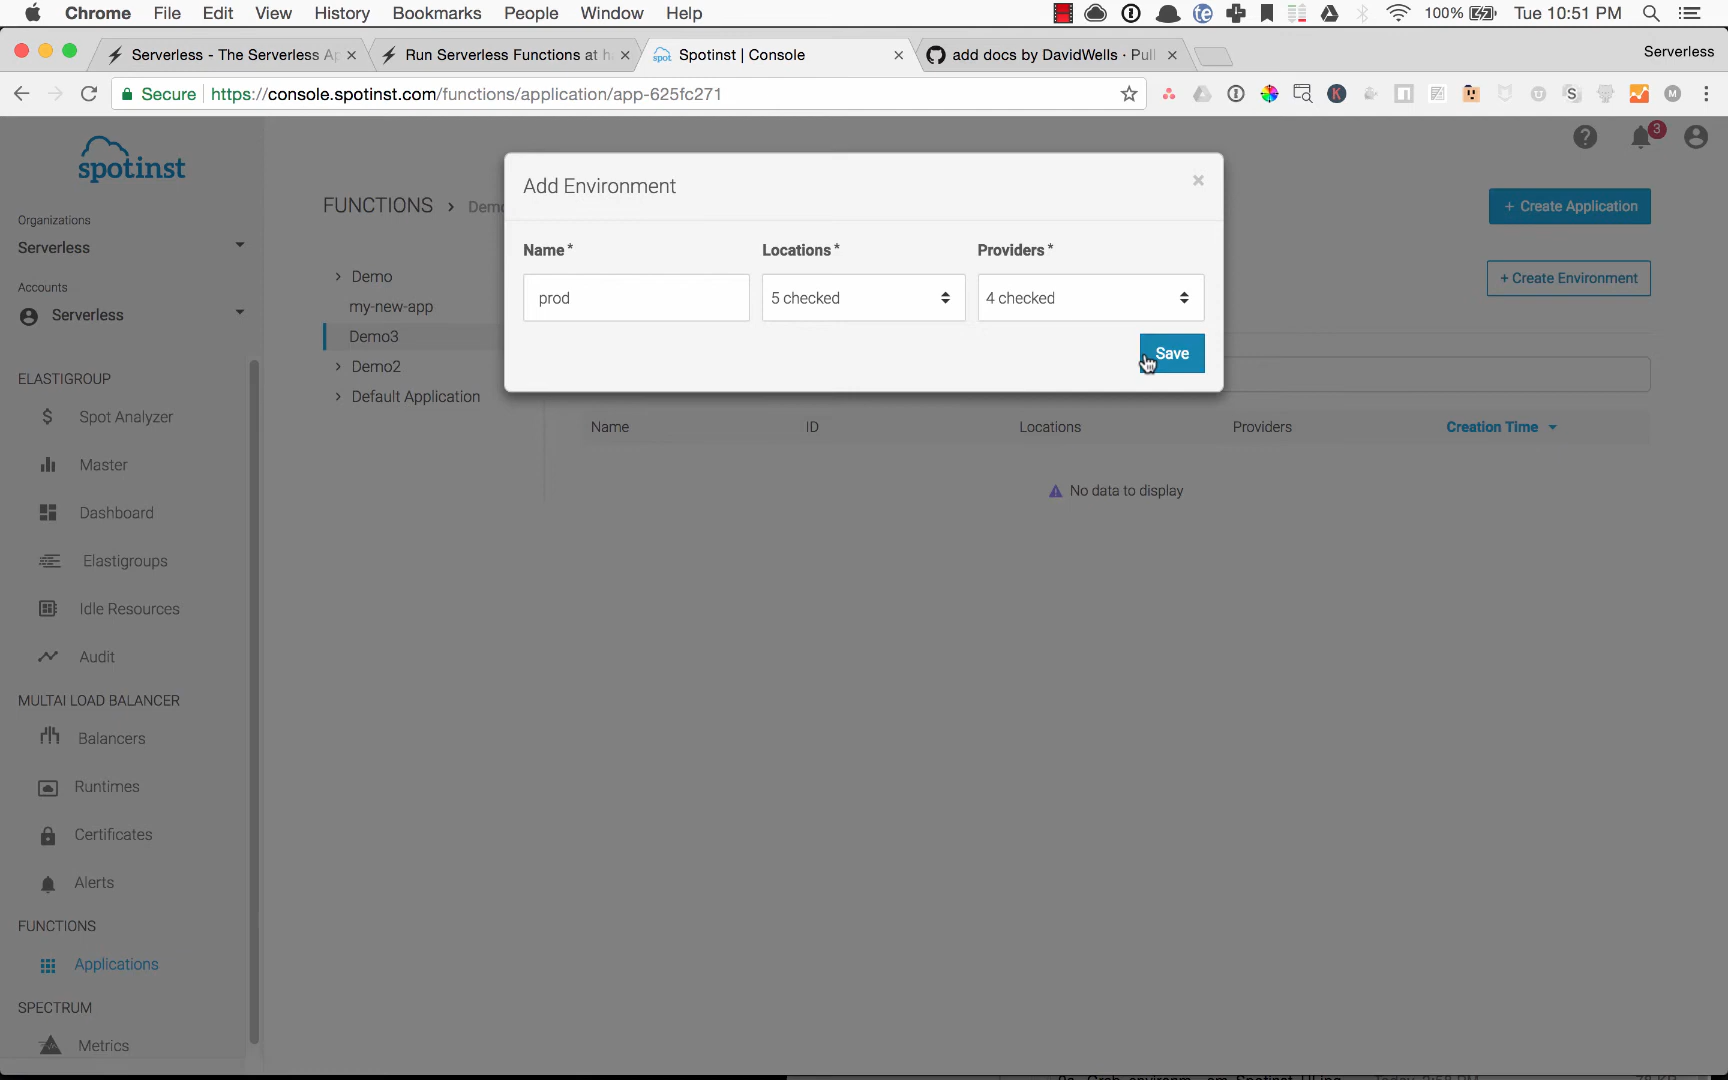 Chrome File Edit View History Bookmarks People Window Help 100% Tue 10:51 PM
Serverless - The Serverless Ap
Run Serverless Functions at h
Spotinst | Console
add docs by DavidWells · Pull
Serverless
Secure https://console.spotinst.com/functions/application/app-625fc271
spotinst
Organizations
Serverless
Accounts
Serverless
ELASTIGROUP
Spot Analyzer
Master
Dashboard
Elastigroups
Idle Resources
Audit
MULTAI LOAD BALANCER
Balancers
Runtimes
Certificates
Alerts
FUNCTIONS
Applications
SPECTRUM
Metrics
FUNCTIONS > Demo
Demo
my-new-app
Demo3
Demo2
Default Application
3
+ Create Application
+ Create Environment
Add Environment
×
Name * Locations * Providers *
prod 5 checked 4 checked
Save
Name ID Locations Providers Creation Time
No data to display